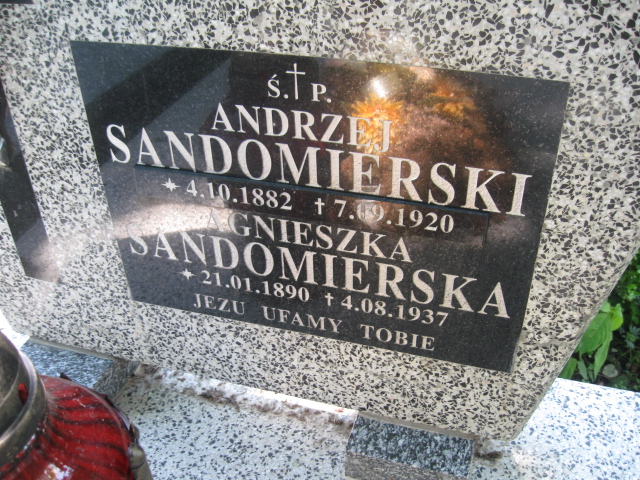 Ś. † P.
ANDRZEJ
SANDOMIERSKI
* 4.10.1882 † 7.09.1920
AGNIESZKA
SANDOMIERSKA
* 21.01.1890 † 4.08.1937
JEZU UFAMY TOBIE